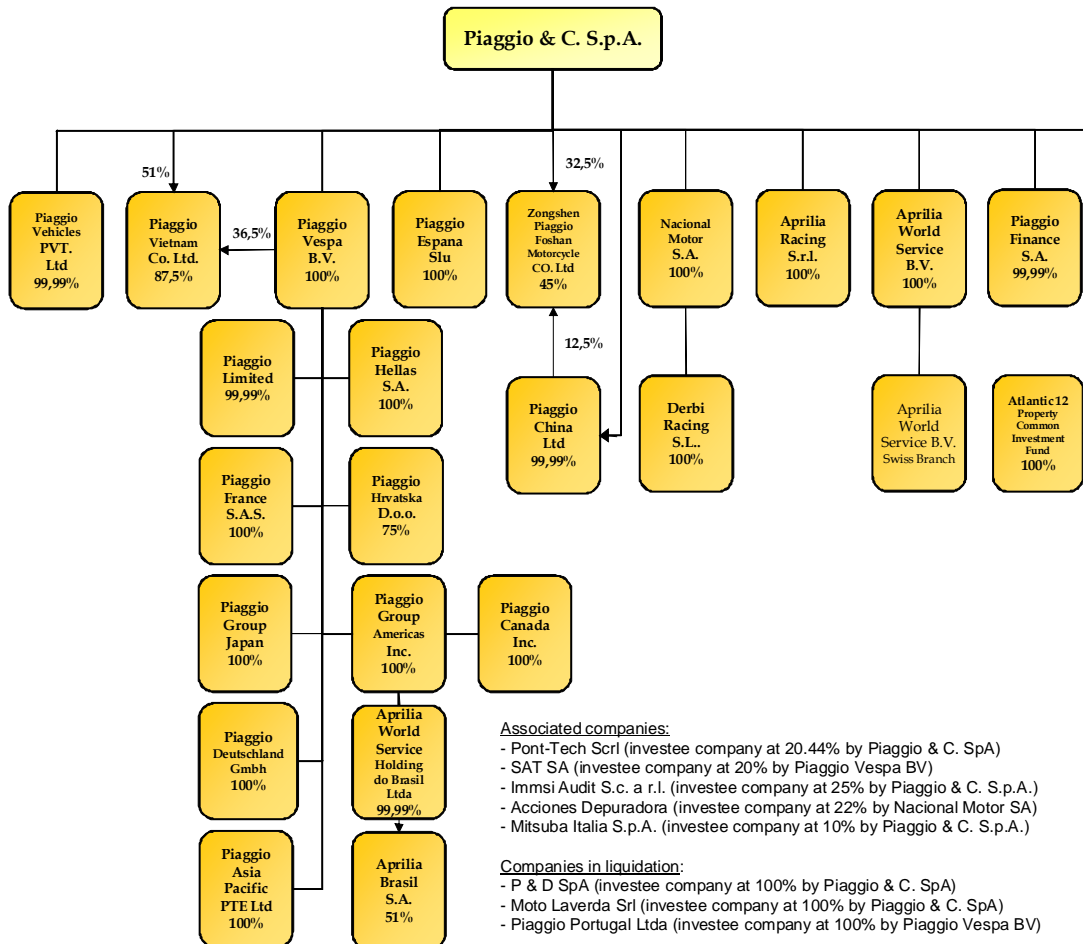 Piaggio & C. S.p.A.
51%
32,5%
36,5%
Piaggio
Vehicles
PVT.
Ltd
99,99%
Piaggio
Vietnam
Co. Ltd.
87,5%
Piaggio
Vespa
B.V.
100%
Piaggio
Espana
Slu
100%
Zongshen
Piaggio
Foshan
Motorcycle
CO. Ltd
45%
Nacional
Motor
S.A.
100%
Aprilia
Racing
S.r.l.
100%
Aprilia
World
Service
B.V.
100%
Piaggio
Finance
S.A.
99,99%
12,5%
Piaggio
Limited
99,99%
Piaggio
Hellas
S.A.
100%
Piaggio
China
Ltd
99,99%
Derbi
Racing
S.L..
100%
Aprilia
World
Service B.V.
Swiss Branch
Atlantic 12
Property
Common
Investment
Fund
100%
Piaggio
France
S.A.S.
100%
Piaggio
Hrvatska
D.o.o.
75%
Piaggio
Group
Japan
100%
Piaggio
Group
Americas
Inc.
100%
Piaggio
Canada
Inc.
100%
Piaggio
Deutschland
Gmbh
100%
Aprilia
World
Service
Holding
do Brasil
Ltda
99,99%
Piaggio
Asia
Pacific
PTE Ltd
100%
Aprilia
Brasil
S.A.
51%
Associated companies:
- Pont-Tech Scrl (investee company at 20.44% by Piaggio & C. SpA)
- SAT SA (investee company at 20% by Piaggio Vespa BV)
- Immsi Audit S.c. a r.l. (investee company at 25% by Piaggio & C. S.p.A.)
- Acciones Depuradora (investee company at 22% by Nacional Motor SA)
- Mitsuba Italia S.p.A. (investee company at 10% by Piaggio & C. S.p.A.)
Companies in liquidation:
- P & D SpA (investee company at 100% by Piaggio & C. SpA)
- Moto Laverda Srl (investee company at 100% by Piaggio & C. SpA)
- Piaggio Portugal Ltda (investee company at 100% by Piaggio Vespa BV)